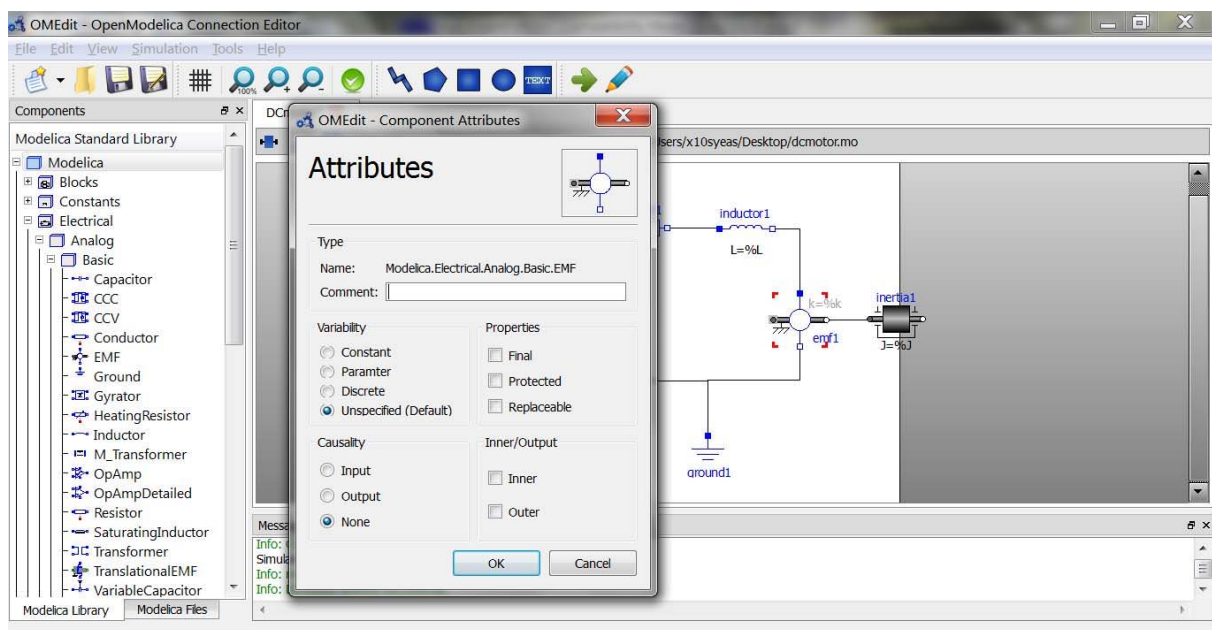 OMEdit - OpenModelica Connection Editor
File Edit View Simulation Tools Help
100%
TEXT
Components
Modelica Standard Library
Modelica
Blocks
Constants
Electrical
Analog
Basic
Capacitor
CCC
CCV
Conductor
EMF
Ground
Gyrator
HeatingResistor
Inductor
M_Transformer
OpAmp
OpAmpDetailed
Resistor
SaturatingInductor
Transformer
TranslationalEMF
VariableCapacitor
Modelica Library Modelica Files
OMEdit - Component Attributes
Attributes
Type
Name: Modelica.Electrical.Analog.Basic.EMF
Comment:
Variability
Constant
Paramter
Discrete
Unspecified (Default)
Properties
Final
Protected
Replaceable
Causality
Input
Output
None
Inner/Output
Inner
Outer
OK Cancel
/x10syeas/Desktop/dcmotor.mo
inductor1
L=%L
k=%k
emf1
inertia1
J=%J
ground1
Info:
Info:
Info: